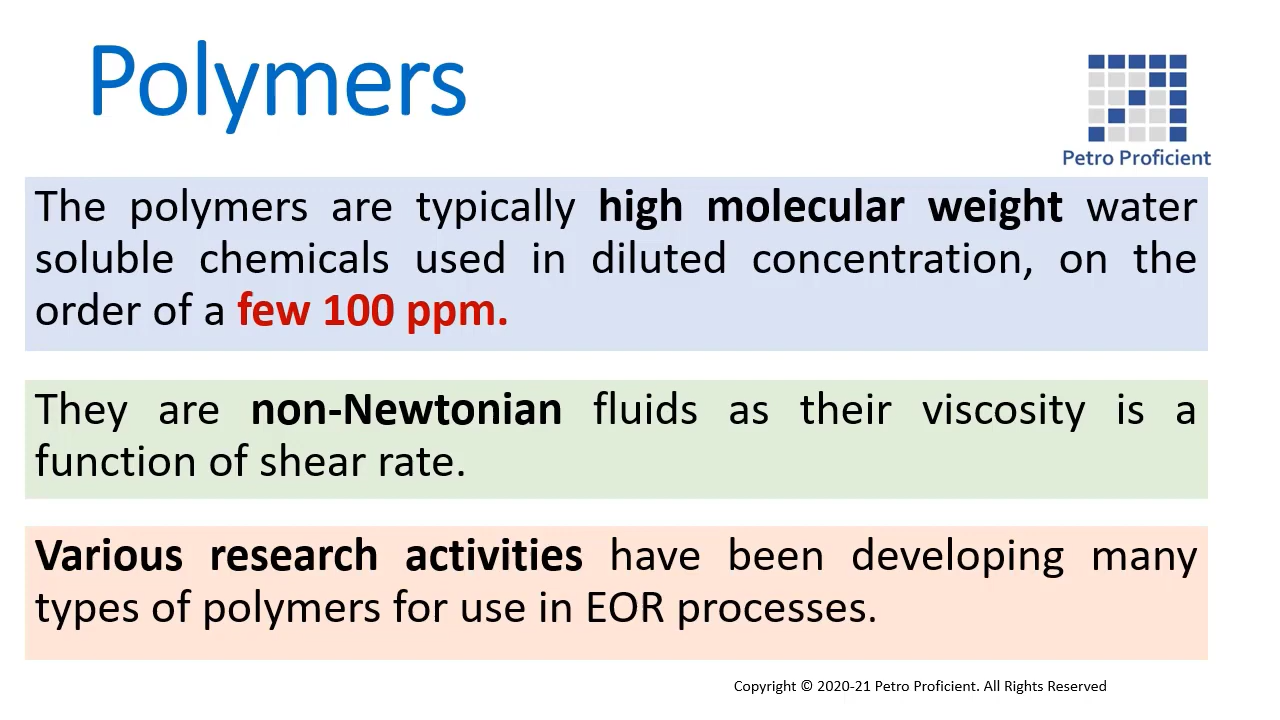 Polymers
Petro Proficient
The polymers are typically high molecular weight water
soluble chemicals used in diluted concentration, on the
order of a few 100 ppm.
They are non-Newtonian fluids as their viscosity is a
function of shear rate.
Various research activities have been developing many
types of polymers for use in EOR processes.
Copyright © 2020-21 Petro Proficient. All Rights Reserved